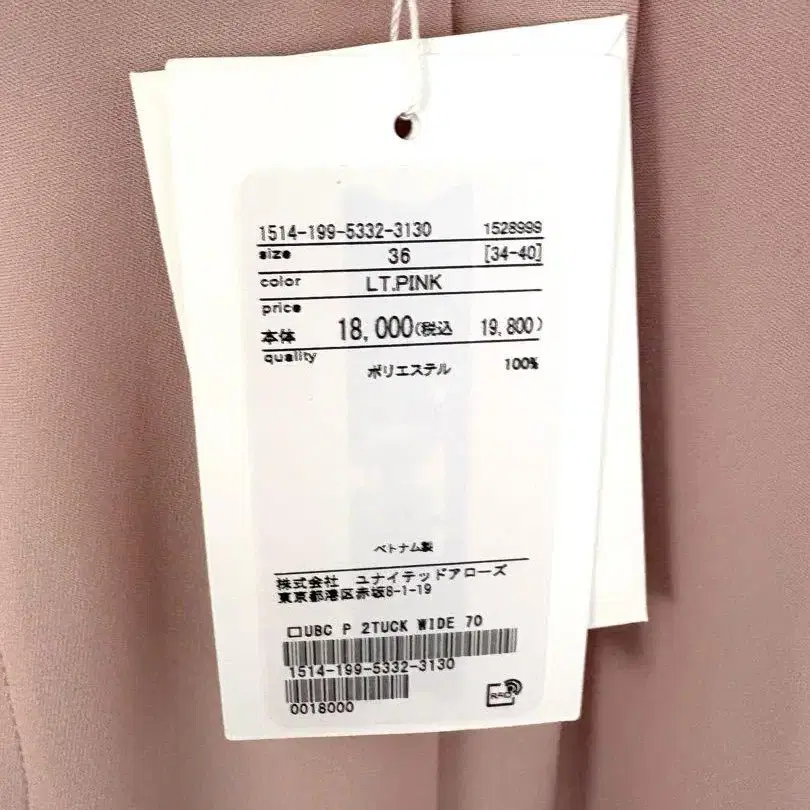 1514-199-5332-3130 1528999
size 36 [34-40]
color LT.PINK
price
本体 18,000(税込 19,800)
quality
ポリエステル 100%
ベトナム製
株式会社 ユナイテッドアローズ
東京都港区赤坂8-1-19
□UBC P 2TUCK WIDE 70
1514-199-5332-3130
0018000
RFID